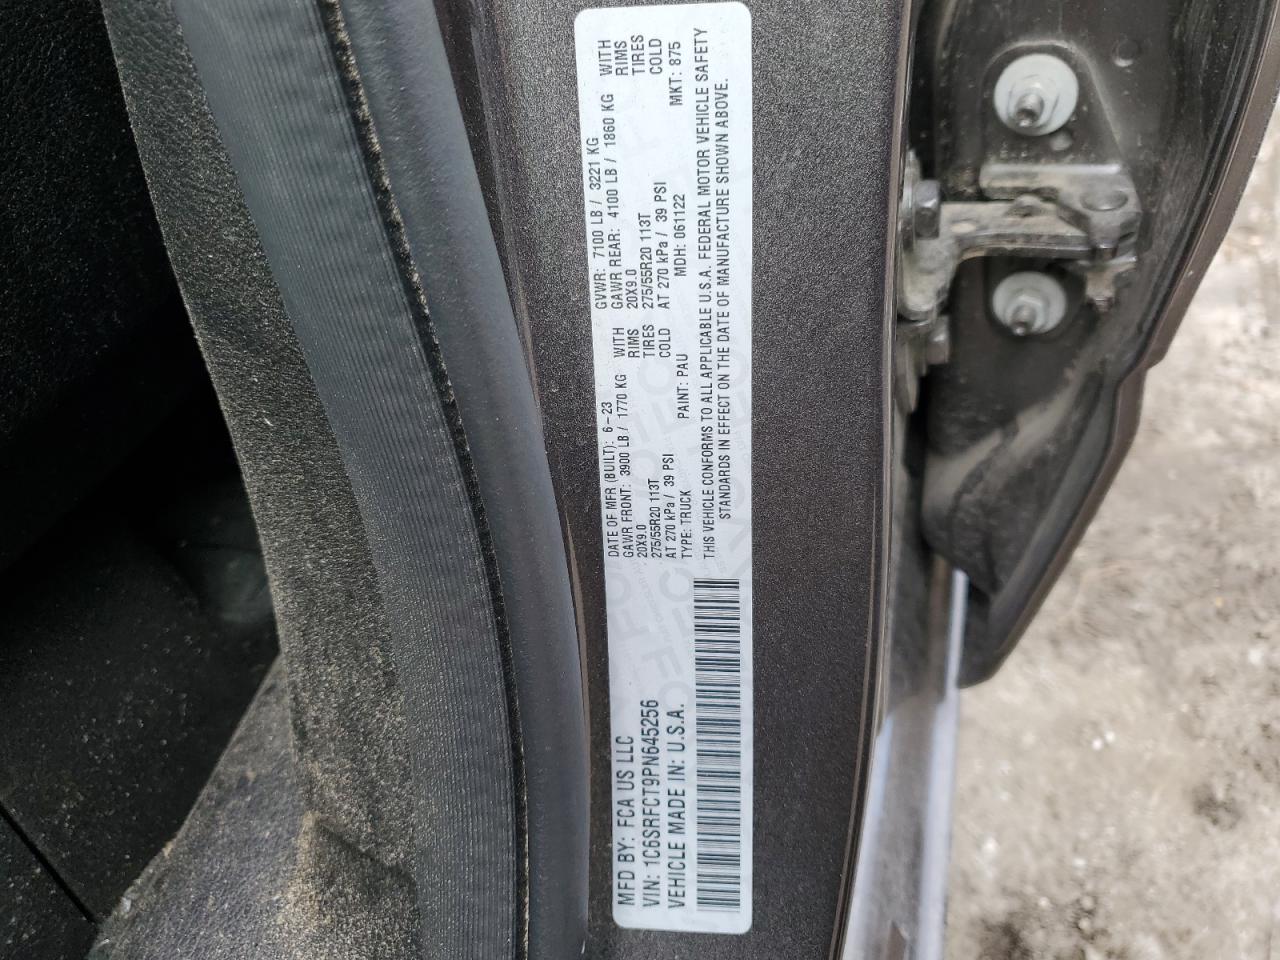 MFD BY: FCA US LLC
VIN: 1C6SRFCT9PN645256
VEHICLE MADE IN: U.S.A.
DATE OF MFR (BUILT): 6-23 GVWR: 7100 LB / 3221 KG
GAWR FRONT: 3900 LB / 1770 KG WITH GAWR REAR: 4100 LB / 1860 KG WITH
20X9.0 RIMS 20X9.0 RIMS
275/55R20 113T TIRES 275/55R20 113T TIRES
AT 270 kPa / 39 PSI COLD AT 270 kPa / 39 PSI COLD
TYPE: TRUCK PAINT: PAU MDH: 061122 MKT: 875
THIS VEHICLE CONFORMS TO ALL APPLICABLE U.S.A. FEDERAL MOTOR VEHICLE SAFETY
STANDARDS IN EFFECT ON THE DATE OF MANUFACTURE SHOWN ABOVE.